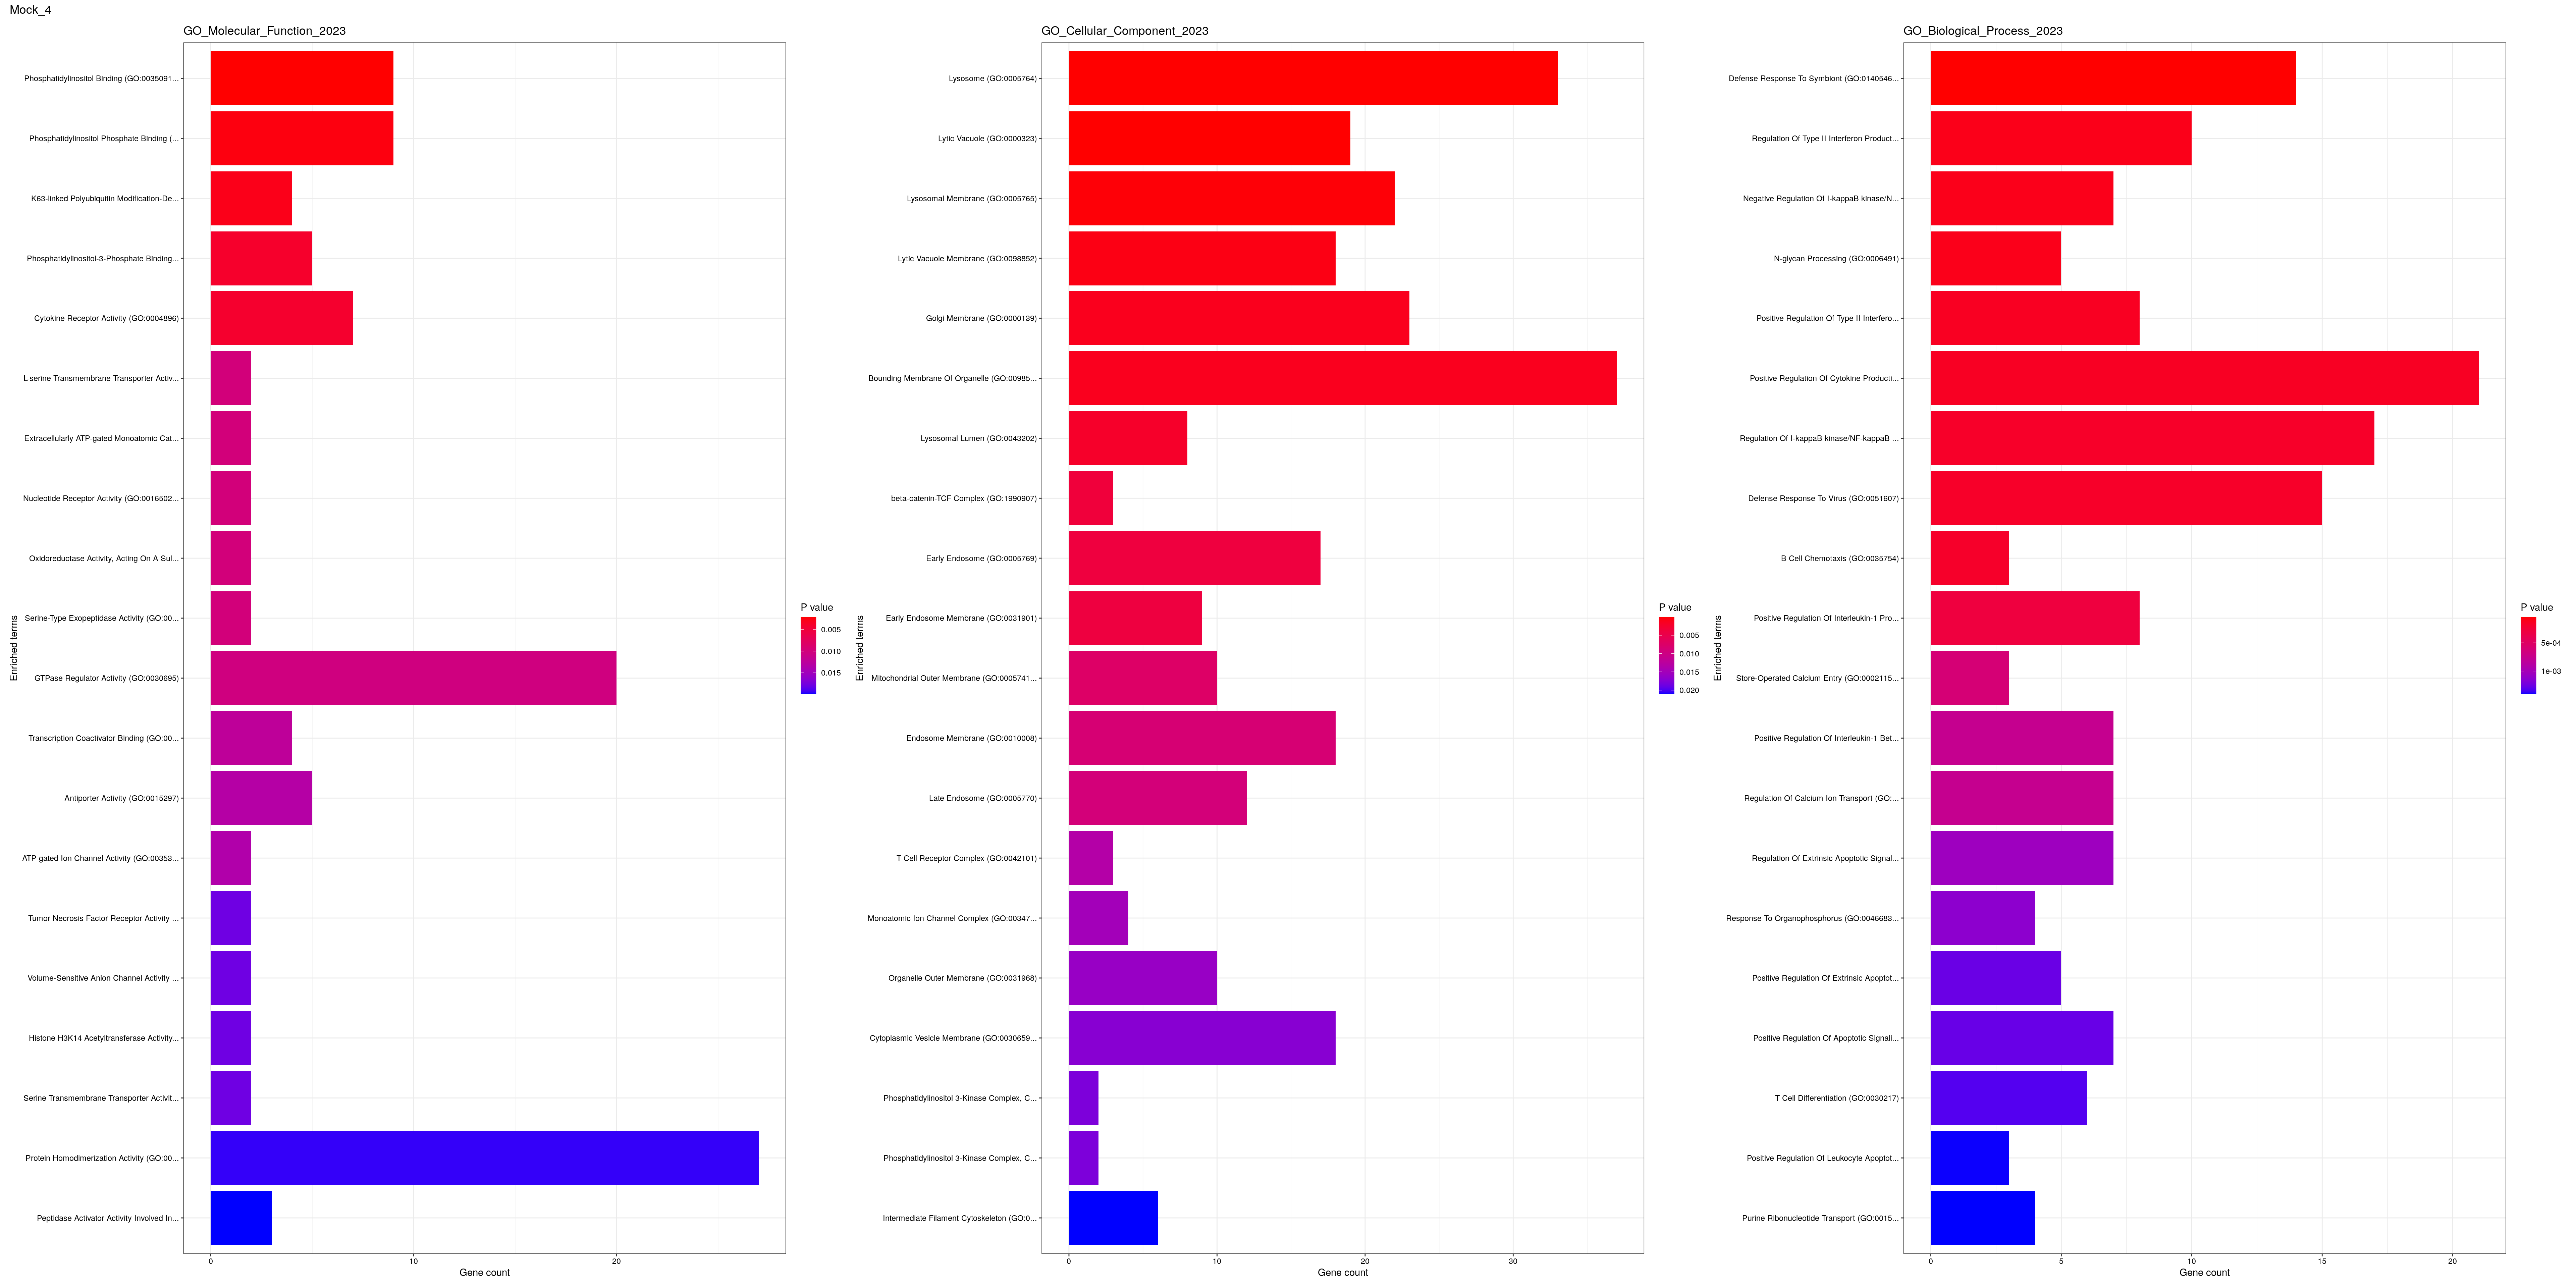 Mock_4
GO_Molecular_Function_2023
Enriched terms
Phosphatidylinositol Binding (GO:0035091...
Phosphatidylinositol Phosphate Binding (...
K63-linked Polyubiquitin Modification-De...
Phosphatidylinositol-3-Phosphate Binding...
Cytokine Receptor Activity (GO:0004896)
L-serine Transmembrane Transporter Activ...
Extracellularly ATP-gated Monoatomic Cat...
Nucleotide Receptor Activity (GO:0016502...
Oxidoreductase Activity, Acting On A Sul...
Serine-Type Exopeptidase Activity (GO:00...
GTPase Regulator Activity (GO:0030695)
Transcription Coactivator Binding (GO:00...
Antiporter Activity (GO:0015297)
ATP-gated Ion Channel Activity (GO:00353...
Tumor Necrosis Factor Receptor Activity ...
Volume-Sensitive Anion Channel Activity ...
Histone H3K14 Acetyltransferase Activity...
Serine Transmembrane Transporter Activit...
Protein Homodimerization Activity (GO:00...
Peptidase Activator Activity Involved In...
0 10 20
Gene count
P value
0.005
0.010
0.015
GO_Cellular_Component_2023
Enriched terms
Lysosome (GO:0005764)
Lytic Vacuole (GO:0000323)
Lysosomal Membrane (GO:0005765)
Lytic Vacuole Membrane (GO:0098852)
Golgi Membrane (GO:0000139)
Bounding Membrane Of Organelle (GO:00985...
Lysosomal Lumen (GO:0043202)
beta-catenin-TCF Complex (GO:1990907)
Early Endosome (GO:0005769)
Early Endosome Membrane (GO:0031901)
Mitochondrial Outer Membrane (GO:0005741...
Endosome Membrane (GO:0010008)
Late Endosome (GO:0005770)
T Cell Receptor Complex (GO:0042101)
Monoatomic Ion Channel Complex (GO:00347...
Organelle Outer Membrane (GO:0031968)
Cytoplasmic Vesicle Membrane (GO:0030659...
Phosphatidylinositol 3-Kinase Complex, C...
Phosphatidylinositol 3-Kinase Complex, C...
Intermediate Filament Cytoskeleton (GO:0...
0 10 20 30
Gene count
P value
0.005
0.010
0.015
0.020
GO_Biological_Process_2023
Enriched terms
Defense Response To Symbiont (GO:0140546...
Regulation Of Type II Interferon Product...
Negative Regulation Of I-kappaB kinase/N...
N-glycan Processing (GO:0006491)
Positive Regulation Of Type II Interfero...
Positive Regulation Of Cytokine Producti...
Regulation Of I-kappaB kinase/NF-kappaB ...
Defense Response To Virus (GO:0051607)
B Cell Chemotaxis (GO:0035754)
Positive Regulation Of Interleukin-1 Pro...
Store-Operated Calcium Entry (GO:0002115...
Positive Regulation Of Interleukin-1 Bet...
Regulation Of Calcium Ion Transport (GO:...
Regulation Of Extrinsic Apoptotic Signal...
Response To Organophosphorus (GO:0046683...
Positive Regulation Of Extrinsic Apoptot...
Positive Regulation Of Apoptotic Signali...
T Cell Differentiation (GO:0030217)
Positive Regulation Of Leukocyte Apoptot...
Purine Ribonucleotide Transport (GO:0015...
0 5 10 15 20
Gene count
P value
5e-04
1e-03